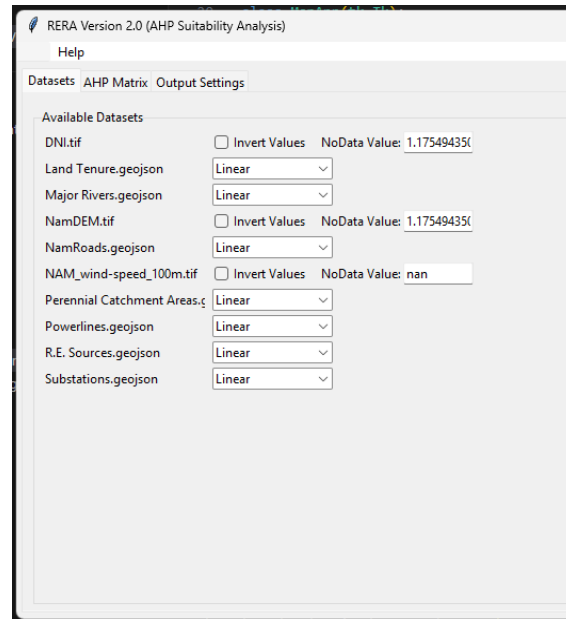 RERA Version 2.0 (AHP Suitability Analysis)
Help
Datasets AHP Matrix Output Settings
Available Datasets
DNI.tif Invert Values NoData Value: 1.17549435(
Land Tenure.geojson Linear
Major Rivers.geojson Linear
NamDEM.tif Invert Values NoData Value: 1.17549435(
NamRoads.geojson Linear
NAM_wind-speed_100m.tif Invert Values NoData Value: nan
Perennial Catchment Areas.g Linear
Powerlines.geojson Linear
R.E. Sources.geojson Linear
Substations.geojson Linear